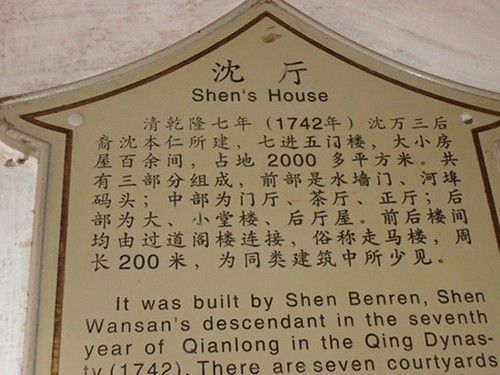 沈 厅
Shen's House
清乾隆七年（1742年）沈万三后
裔沈本仁所建，七进五门楼，大小房
屋百余间，占地 2000 多平方米。共
有三部分组成，前部是水墙门、河埠
码头；中部为门厅、茶厅、正厅；后
部为大、小堂楼、后厅屋。前后楼间
均由过道阁楼连接，俗称走马楼，周
长 200 米，为同类建筑中所少见。
It was built by Shen Benren, Shen
Wansan's descendant in the seventh
year of Qianlong in the Qing Dynas-
ty (1742). There are seven courtyards